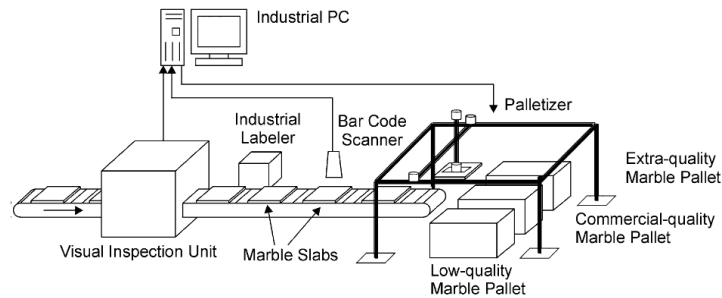 Industrial PC
Palletizer
Industrial
Labeler
Bar Code
Scanner
Extra-quality
Marble Pallet
Commercial-quality
Marble Pallet
Visual Inspection Unit
Marble Slabs
Low-quality
Marble Pallet